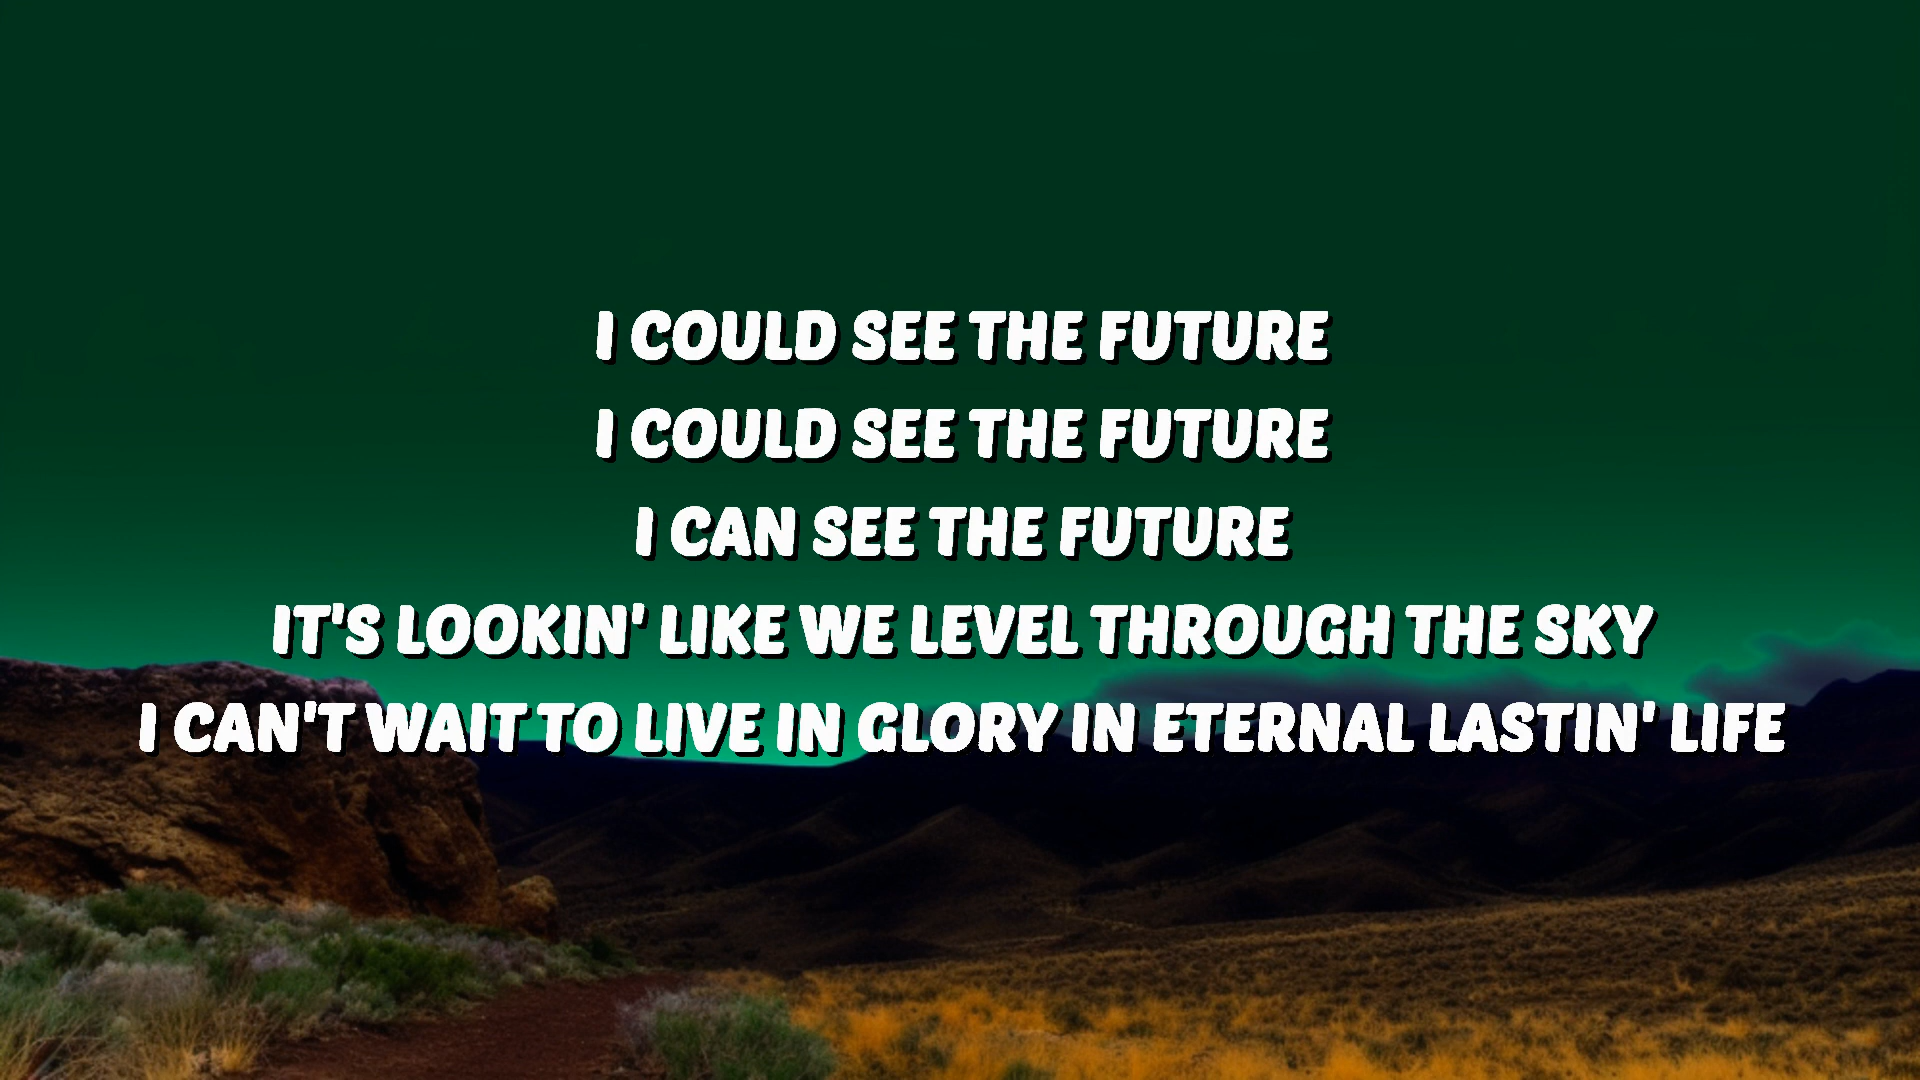 I COULD SEE THE FUTURE
I COULD SEE THE FUTURE
I CAN SEE THE FUTURE
IT'S LOOKIN' LIKE WE LEVEL THROUGH THE SKY
I CAN'T WAIT TO LIVE IN GLORY IN ETERNAL LASTIN' LIFE